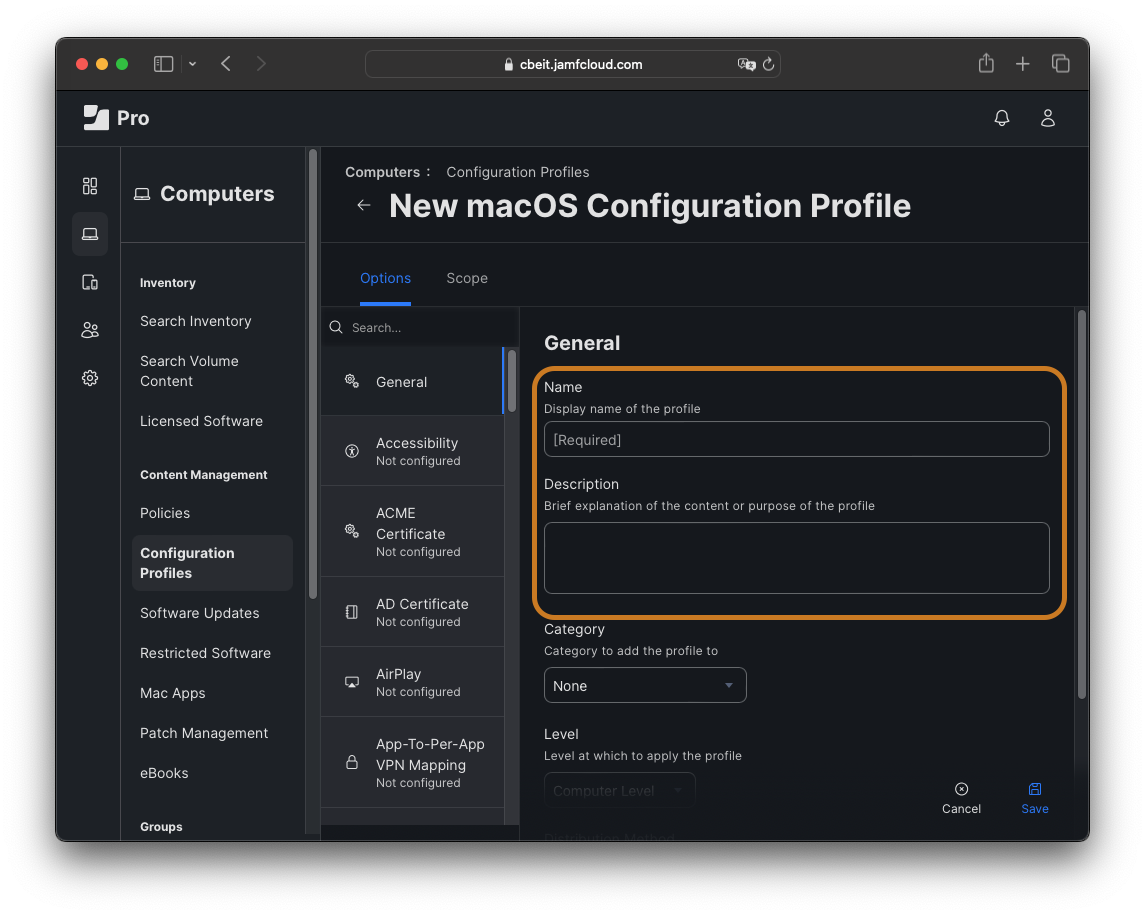 cbeit.jamfcloud.com
Pro
Computers
Inventory
Search Inventory
Search Volume
Content
Licensed Software
Content Management
Policies
Configuration
Profiles
Software Updates
Restricted Software
Mac Apps
Patch Management
eBooks
Groups
Computers : Configuration Profiles
New macOS Configuration Profile
Options Scope
Search...
General
Accessibility
Not configured
ACME
Certificate
Not configured
AD Certificate
Not configured
AirPlay
Not configured
App-To-Per-App
VPN Mapping
Not configured
General
Name
Display name of the profile
[Required]
Description
Brief explanation of the content or purpose of the profile
Category
Category to add the profile to
None
Level
Level at which to apply the profile
Computer Level
Distribution Method
Cancel Save